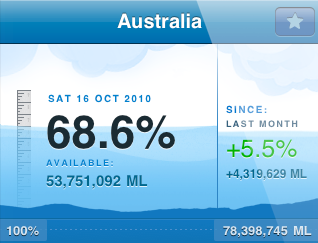 Australia
SAT 16 OCT 2010
68.6%
AVAILABLE:
53,751,092 ML
SINCE:
LAST MONTH
+5.5%
+4,319,629 ML
100%
78,398,745 ML